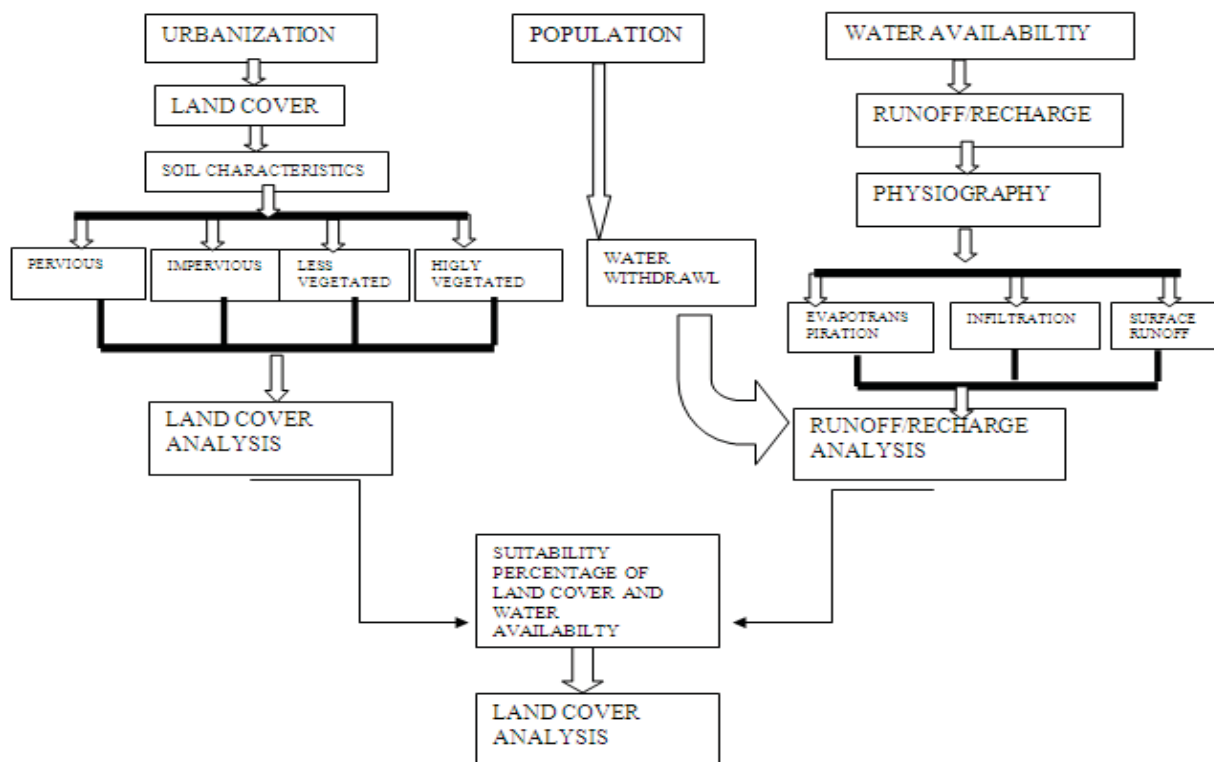 URBANIZATION
POPULATION
WATER AVAILABILTIY
LAND COVER
RUNOFF/RECHARGE
SOIL CHARACTERISTICS
PHYSIOGRAPHY
PERVIOUS
IMPERVIOUS
LESS
VEGETATED
HIGLY
VEGETATED
WATER
WITHDRAWL
EVAPOTRANS
PIRATION
INFILTRATION
SURFACE
RUNOFF
LAND COVER
ANALYSIS
RUNOFF/RECHARGE
ANALYSIS
SUITABILITY
PERCENTAGE OF
LAND COVER AND
WATER
AVAILABILTY
LAND COVER
ANALYSIS